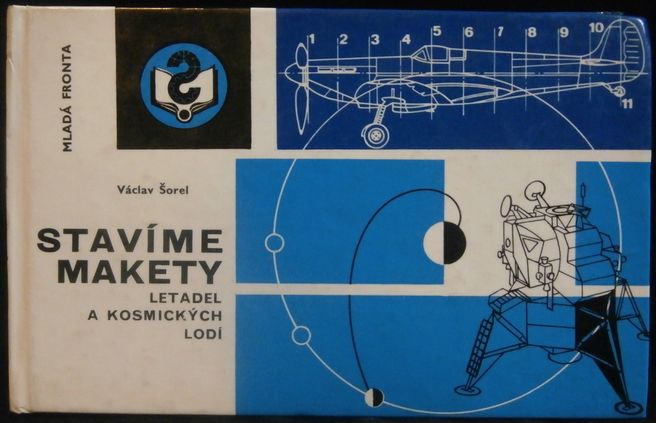 MLADÁ FRONTA
1 2 3 4 5 6 7 8 9 10
11
Václav Šorel
STAVÍME
MAKETY
LETADEL
A KOSMICKÝCH
LODÍ